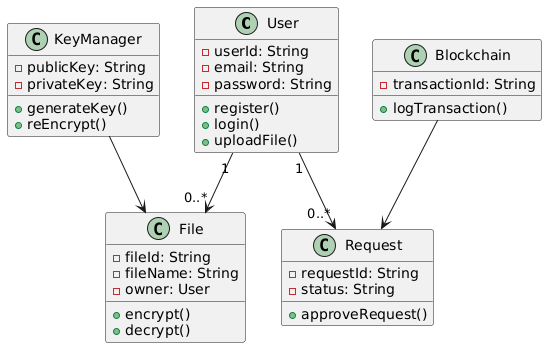 C KeyManager
publicKey: String
privateKey: String
generateKey()
reEncrypt()
C User
userId: String
email: String
password: String
register()
login()
uploadFile()
C Blockchain
transactionId: String
logTransaction()
1
1
0..*
0..*
C File
fileId: String
fileName: String
owner: User
encrypt()
decrypt()
C Request
requestId: String
status: String
approveRequest()